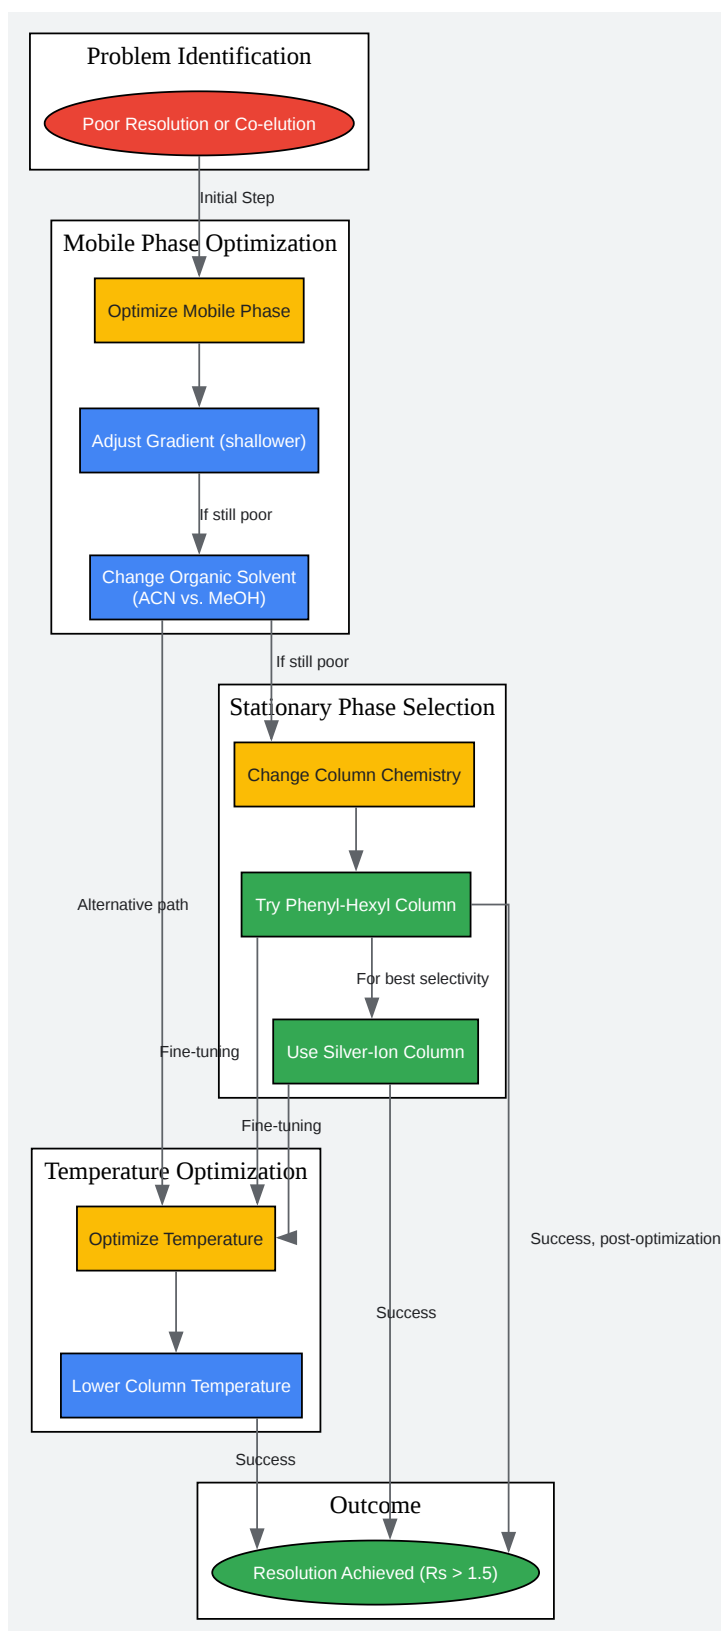 Problem Identification
Poor Resolution or Co-elution
Initial Step
Mobile Phase Optimization
Optimize Mobile Phase
Adjust Gradient (shallower)
If still poor
Change Organic Solvent
(ACN vs. MeOH)
If still poor
Stationary Phase Selection
Change Column Chemistry
Alternative path
Try Phenyl-Hexyl Column
For best selectivity
Fine-tuning
Use Silver-Ion Column
Fine-tuning
Temperature Optimization
Optimize Temperature
Success, post-optimization
Success
Lower Column Temperature
Success
Outcome
Resolution Achieved (Rs > 1.5)